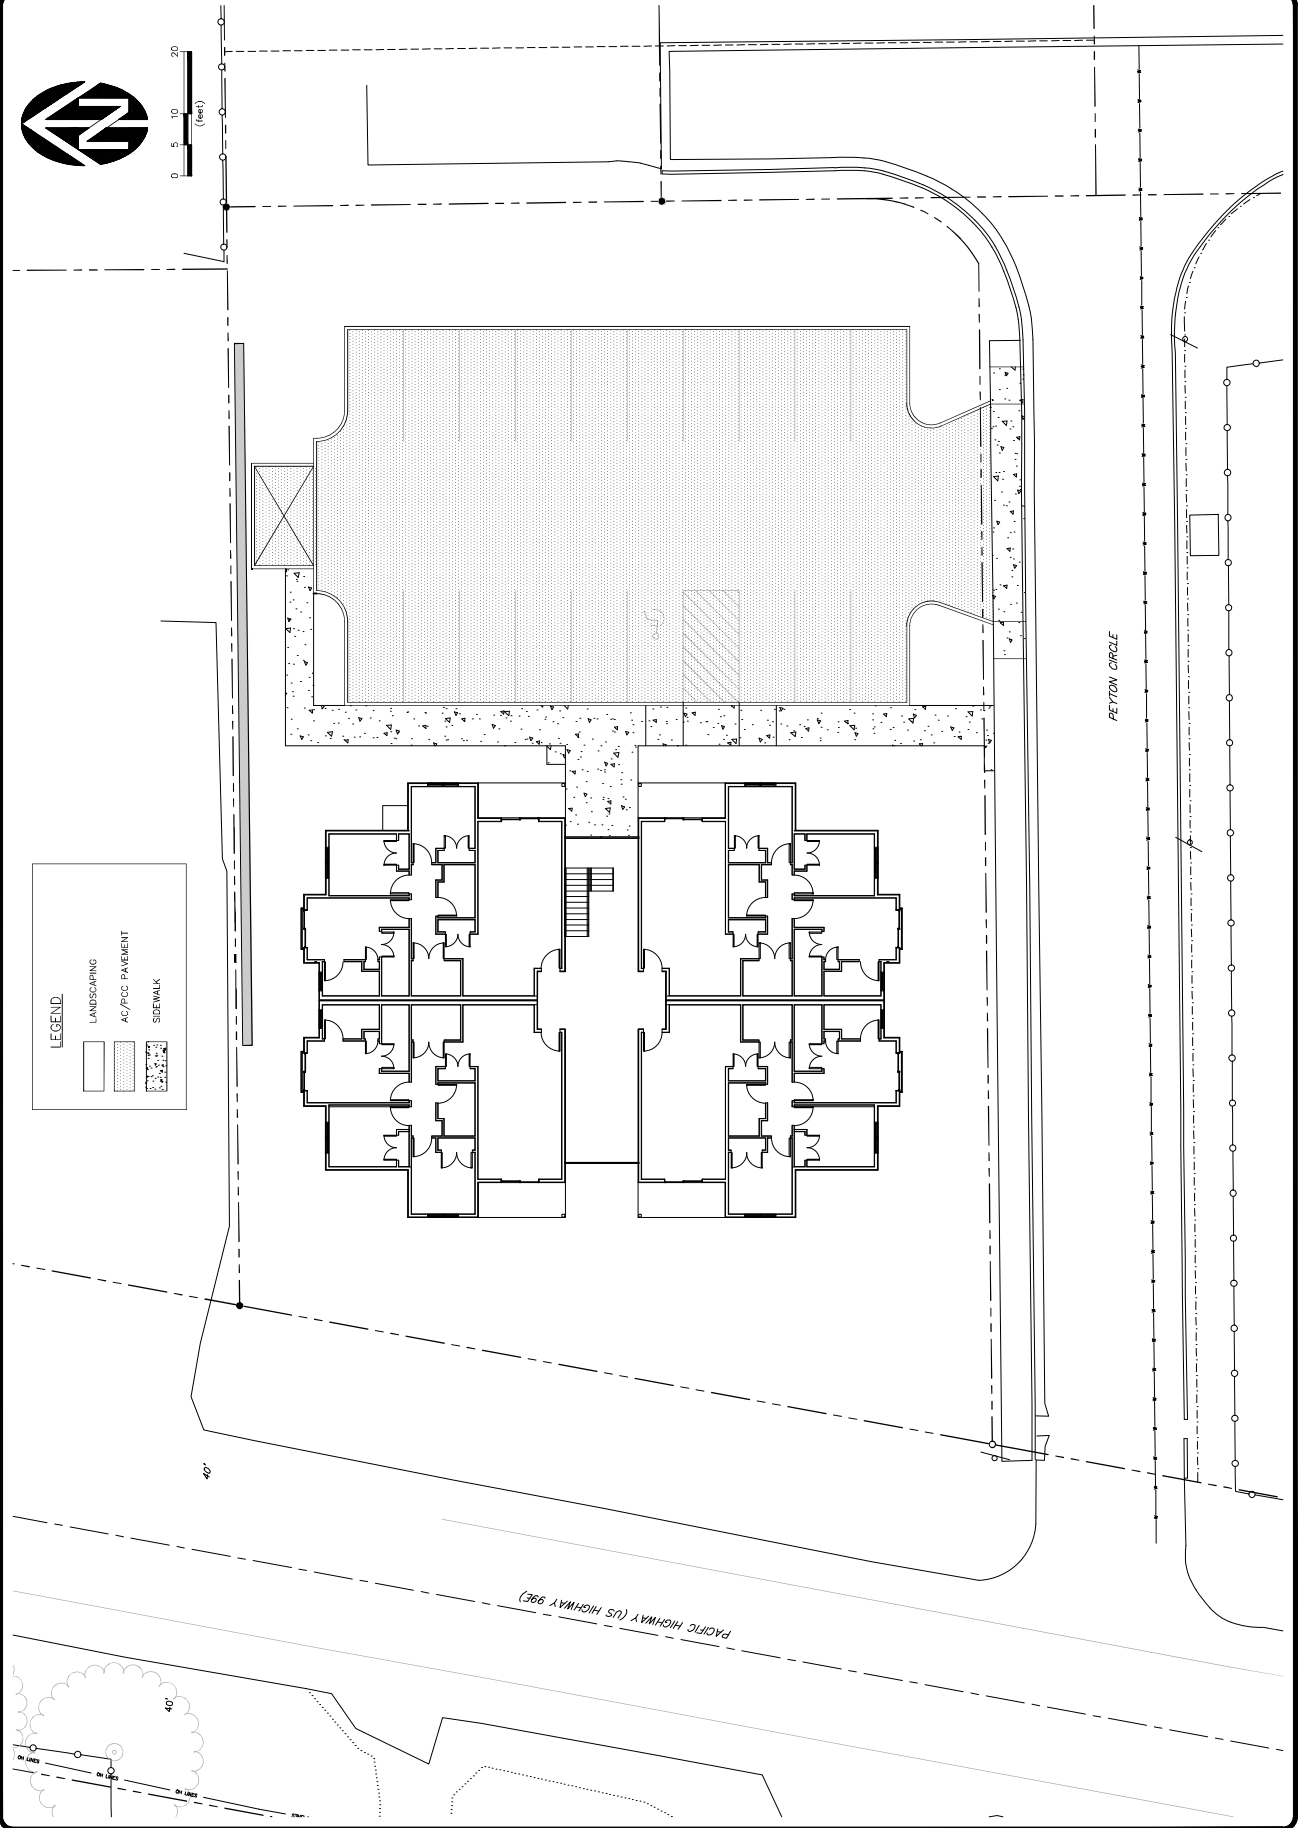 N
0 5 10 20
(feet)
LEGEND
LANDSCAPING
AC/PCC PAVEMENT
SIDEWALK
PEYTON CIRCLE
40'
PACIFIC HIGHWAY (US HIGHWAY 99E)
40'
OH LINES
OH LINES
OH LINES